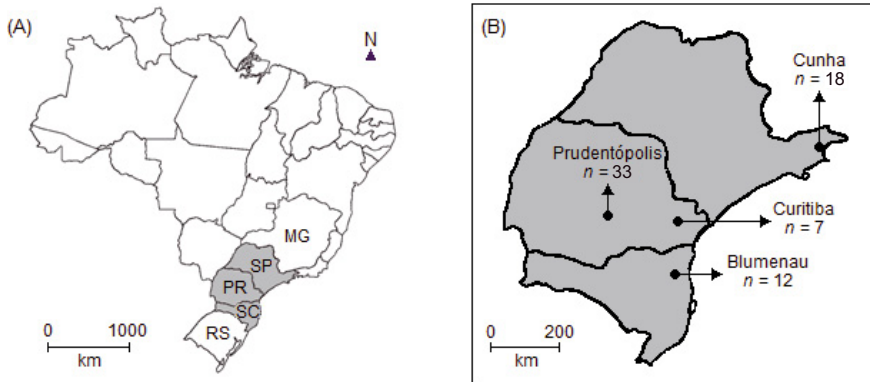 (A)
N
MG
SP
PR
SC
RS
0 1000
km
(B)
Cunha
n = 18
Prudentópolis
n = 33
Curitiba
n = 7
Blumenau
n = 12
0 200
km